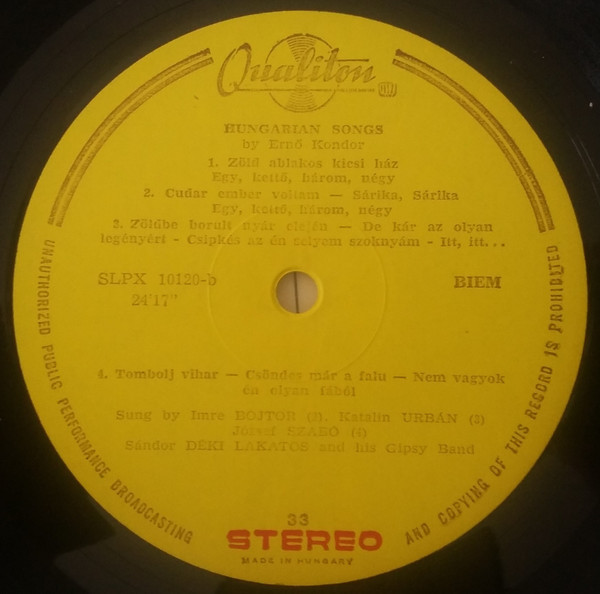 Qualiton
HUNGARIAN SONGS
by Ernő Kondor
1. Zöld ablakos kicsi ház
Egy, kettő, három, négy
2. Cudar ember voltam — Sárika, Sárika
Egy, kettő, három, négy
3. Zöldbe borult nyár elején — De kár az olyan
legényért - Csipkés az én selyem szoknyám - Itt, itt...
SLPX 10120-b
24'17"
BIEM
4. Tombolj vihar — Csöndes már a falu — Nem vagyok
én olyan fából
Sung by Imre BOJTOR (2), Katalin URBÁN (3)
József SZABÓ (4)
Sándor DÉKI LAKATOS and his Gipsy Band
33
STEREO
MADE IN HUNGARY
UNAUTHORIZED PUBLIC PERFORMANCE BROADCASTING AND COPYING OF THIS RECORD IS PROHIBITED